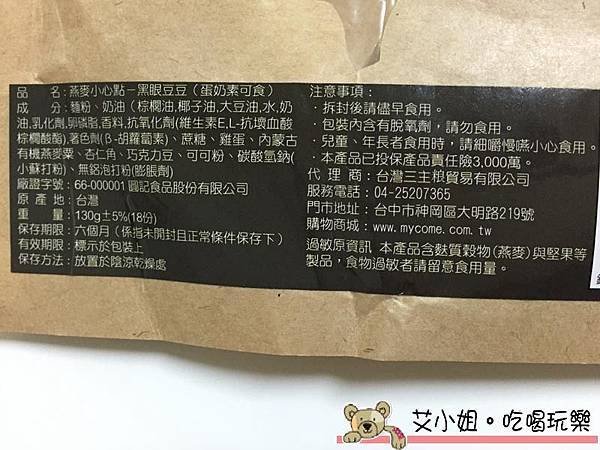 品　　名：燕麥小心點－黑眼豆豆（蛋奶素可食）
成　　分：麵粉、奶油（棕櫚油,椰子油,大豆油,水,奶
油,乳化劑,卵磷脂,香料,抗氧化劑(維生素E,L-抗壞血酸
棕櫚酸酯),著色劑(β-胡蘿蔔素)、蔗糖、雞蛋、內蒙古
有機燕麥粟、杏仁角、巧克力豆、可可粉、碳酸氫鈉(
小蘇打粉)、無鋁泡打粉(膨脹劑)
廠證字號：66-000001 圓記食品股份有限公司
原 產 地：台灣
重　　量：130g±5%(18份)
保存期限：六個月（係指未開封且正常條件保存下）
有效期限：標示於包裝上
保存方法：放置於陰涼乾燥處
注意事項：
·拆封後請儘早食用。
·包裝內含有脫氧劑，請勿食用。
·兒童、年長者食用時，請細嚼慢嚥小心食用。
·本產品已投保產品責任險3,000萬。
代 理 商：台灣三主粮貿易有限公司
服務電話：04-25207365
門市地址：台中市神岡區大明路219號
購物商城：www.mycome.com.tw
過敏原資訊 本產品含麩質穀物(燕麥)與堅果等
製品，食物過敏者請留意食用量。
艾小姐。吃喝玩樂